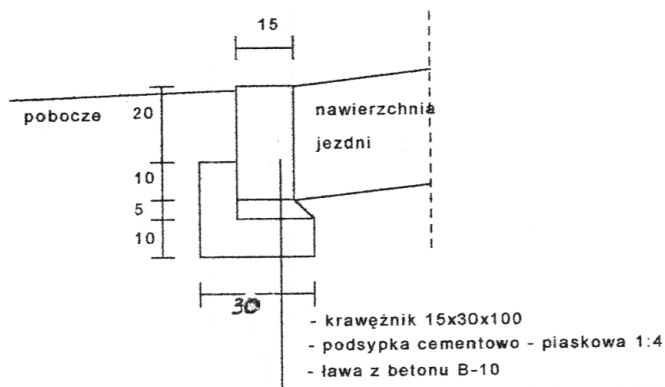 15
pobocze
20
nawierzchnia
jezdni
10
5
10
30
- krawężnik 15x30x100
- podsypka cementowo - piaskowa 1:4
- ława z betonu B-10